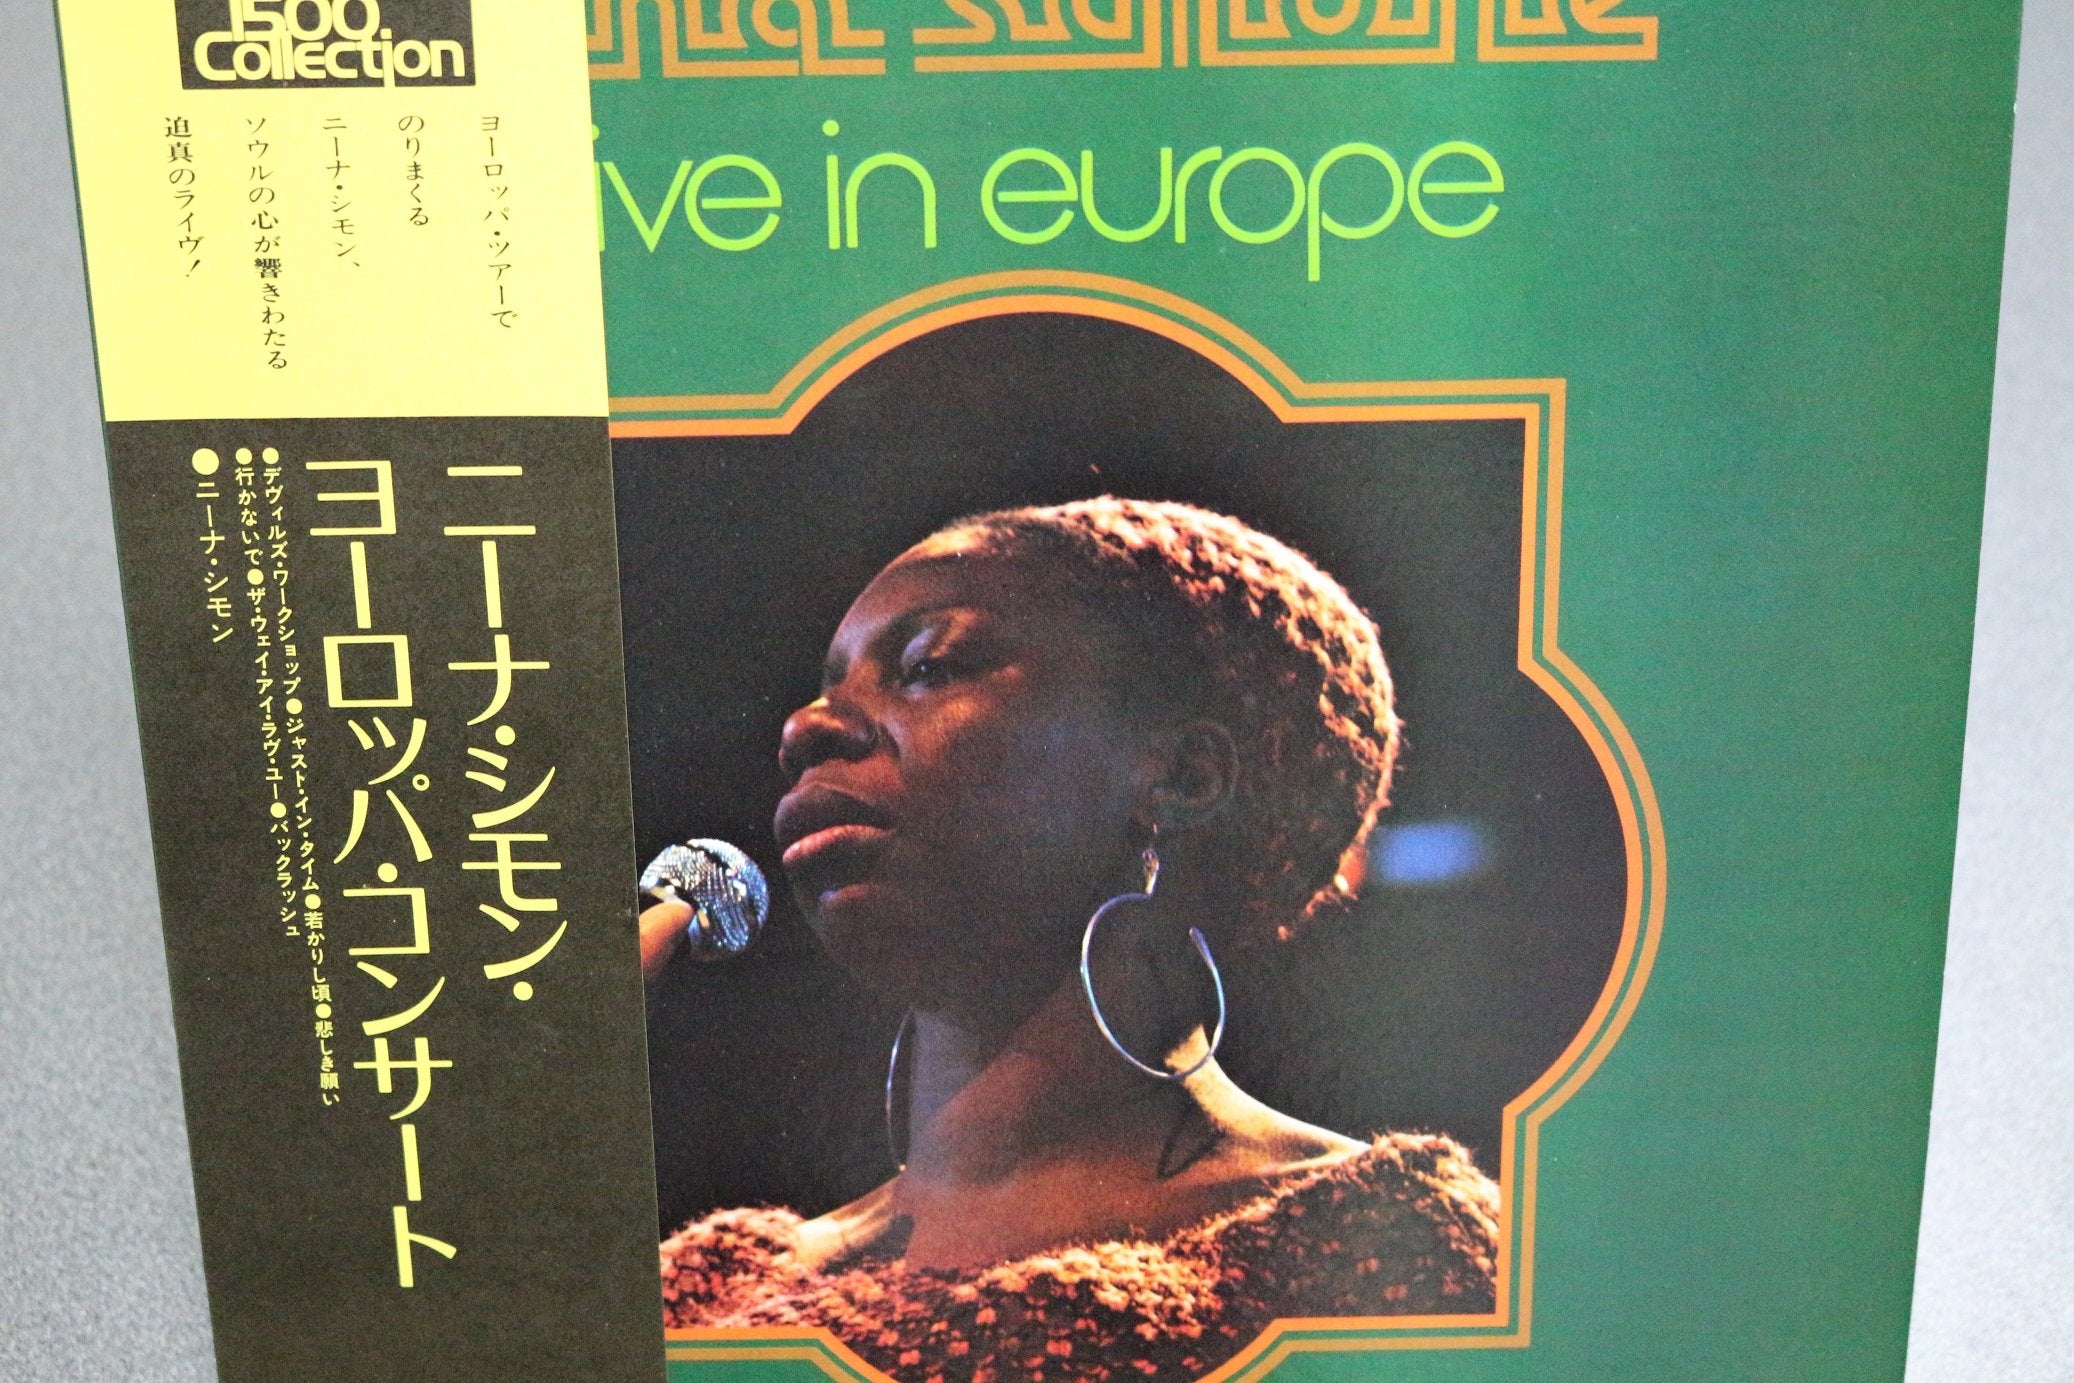 1500
Collection
ヨーロッパ・ツアーで
のりまくる
ニーナ・シモン、
ソウルの心が響きわたる
迫真のライヴ!
ニーナ・シモン・
ヨーロッパ・コンサート
●デヴィルズ・ワークショップ●ジャスト・イン・タイム●若かりし頃●悲しき願い
●行かないで●ザ・ウェイ・アイ・ラヴ・ユー●バックラッシュ
●ニーナ・シモン
simone
live in europe